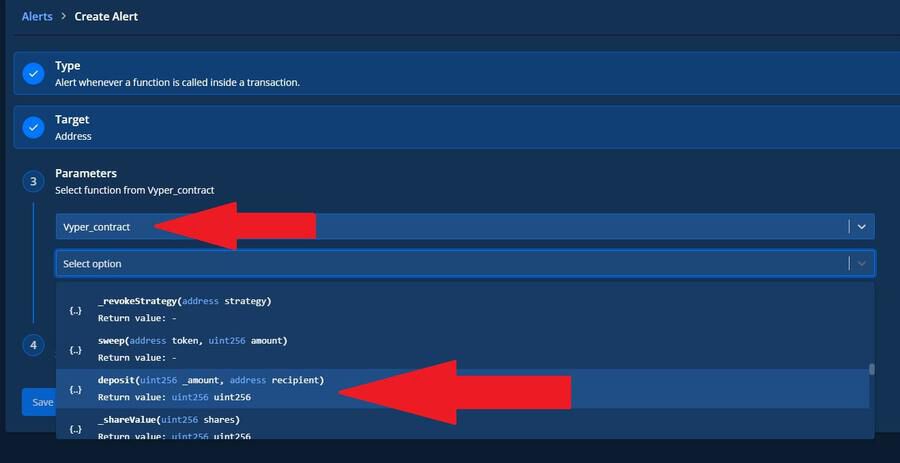 Alerts > Create Alert
Type
Alert whenever a function is called inside a transaction.
Target
Address
3
Parameters
Select function from Vyper_contract
Vyper_contract
Select option
{..} _revokeStrategy(address strategy)
Return value: -
{..} sweep(address token, uint256 amount)
Return value: -
{..} deposit(uint256 _amount, address recipient)
Return value: uint256 uint256
{..} _shareValue(uint256 shares)
Return value: uint256 uint256
4
Save